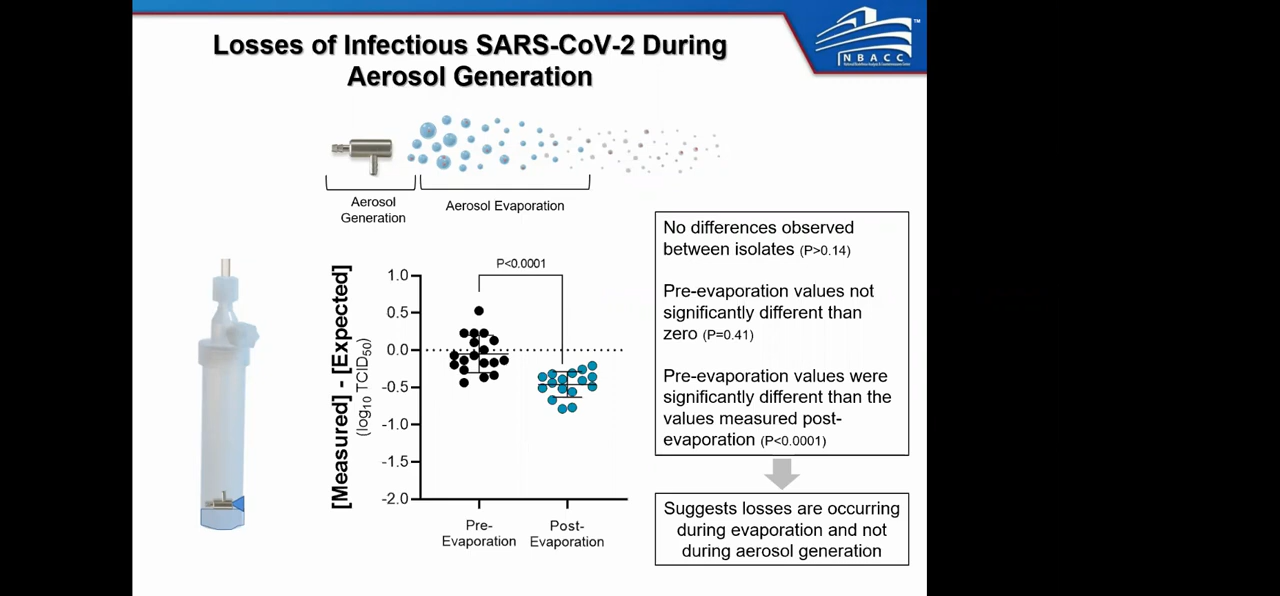 Losses of Infectious SARS-CoV-2 During
Aerosol Generation
NBACC
TM
Aerosol
Generation
Aerosol Evaporation
No differences observed
between isolates (P>0.14)
Pre-evaporation values not
significantly different than
zero (P=0.41)
Pre-evaporation values were
significantly different than the
values measured post-
evaporation (P<0.0001)
Suggests losses are occurring
during evaporation and not
during aerosol generation
[Measured] - [Expected]
(log10 TCID50)
P<0.0001
1.0
0.5
0.0
-0.5
-1.0
-1.5
-2.0
Pre-
Evaporation
Post-
Evaporation